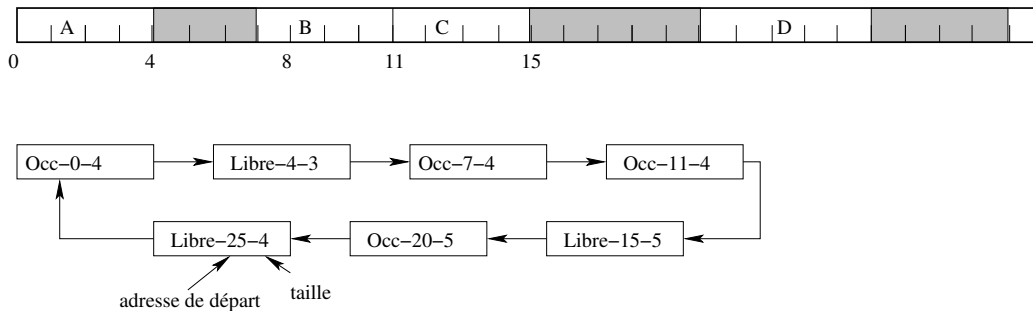 A B C D
0 4 8 11 15
Occ−0−4 Libre−4−3 Occ−7−4 Occ−11−4
Libre−25−4 Occ−20−5 Libre−15−5
adresse de départ taille